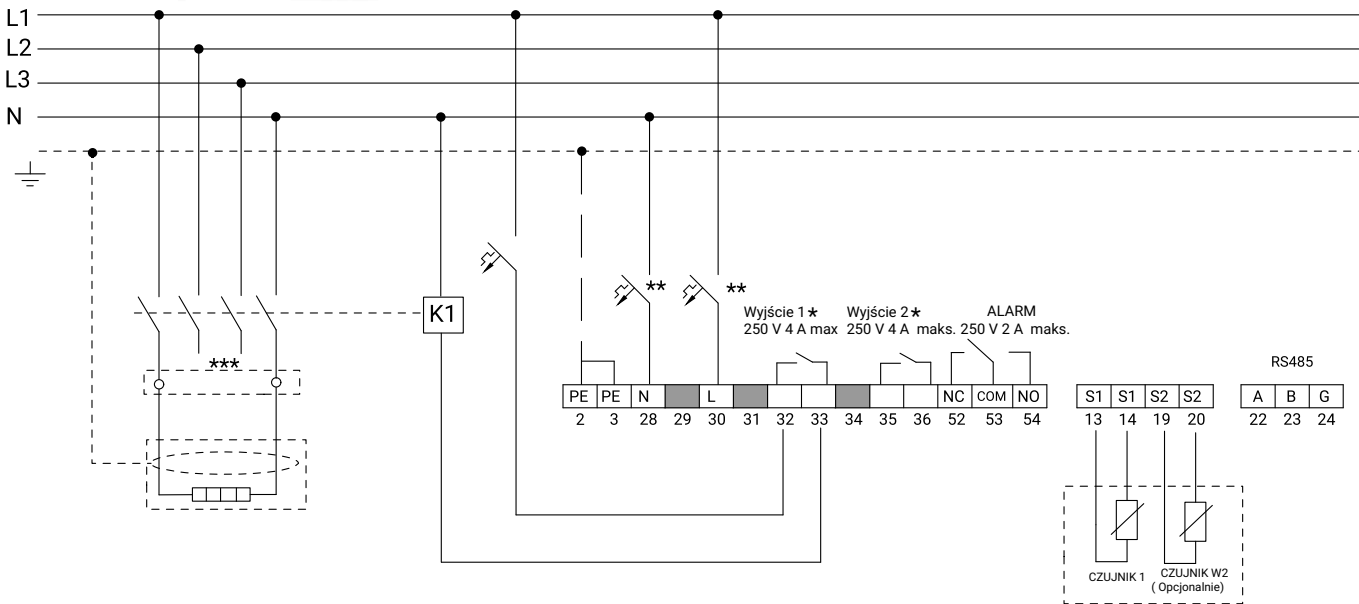 L1
L2
L3
N
K1
***
**
**
Wyjście 1*
250 V 4 A max
Wyjście 2*
250 V 4 A maks.
ALARM
250 V 2 A maks.
RS485
PE PE N L NC COM NO
2 3 28 29 30 31 32 33 34 35 36 52 53 54
S1 S1 S2 S2
13 14 19 20
A B G
22 23 24
CZUJNIK 1
CZUJNIK W2
( Opcjonalnie)